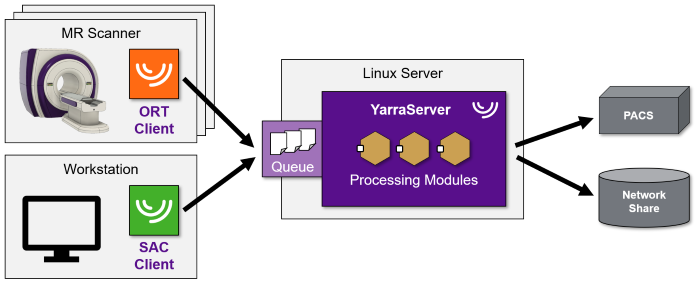 MR Scanner
ORT
Client
Workstation
SAC
Client
Linux Server
Queue
YarraServer
Processing Modules
PACS
Network
Share